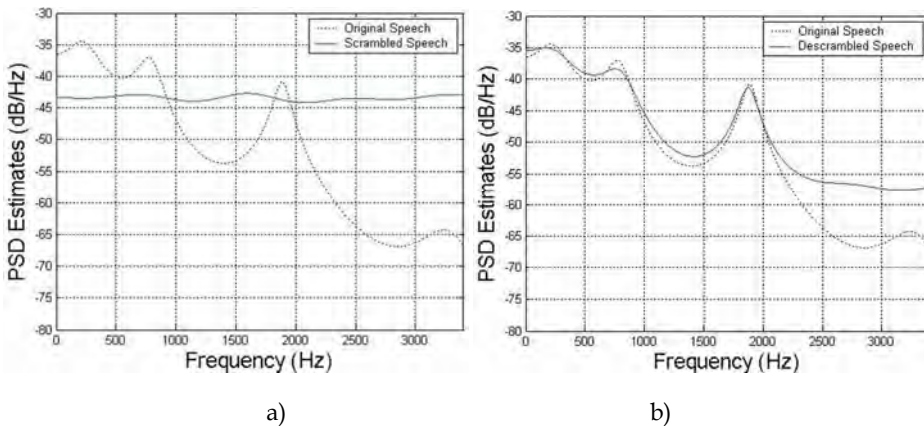 -30
-35
-40
-45
-50
-55
-60
-65
-70
-75
-80
PSD Estimates (dB/Hz)
Original Speech
Scrambled Speech
0 500 1000 1500 2000 2500 3000
Frequency (Hz)
a)
-30
-35
-40
-45
-50
-55
-60
-65
-70
-75
-80
PSD Estimates (dB/Hz)
Original Speech
Descrambled Speech
0 500 1000 1500 2000 2500 3000
Frequency (Hz)
b)